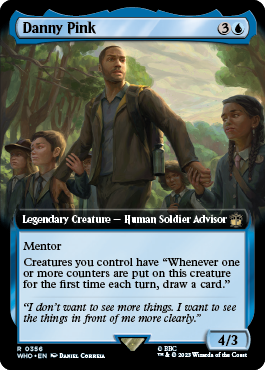 Danny Pink 3
Legendary Creature — Human Soldier Advisor
Mentor
Creatures you control have “Whenever
one or more counters are put on this creature
for the first time each turn, draw a card.”
“I don’t want to see more things. I want to
see the things in front of me more clearly.”
4/3
R 0356
WHO • EN Daniel Correia
© BBC
™ & © 2023 Wizards of the Coast